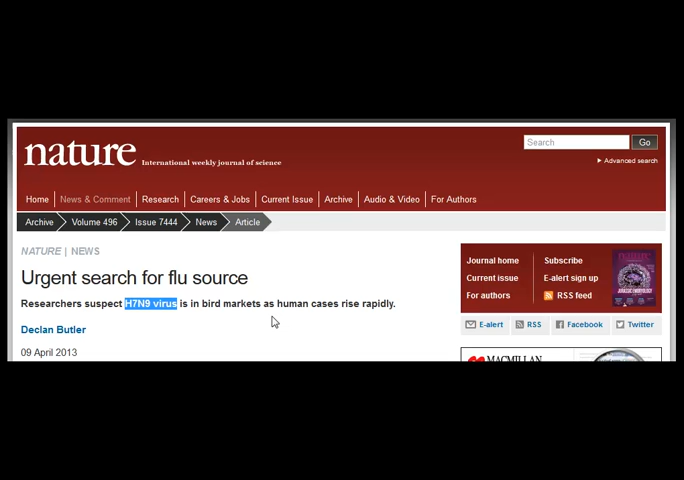 nature International weekly journal of science
Search Go
Advanced search
Home News & Comment Research Careers & Jobs Current Issue Archive Audio & Video For Authors
Archive Volume 496 Issue 7444 News Article
NATURE | NEWS
Urgent search for flu source
Researchers suspect H7N9 virus is in bird markets as human cases rise rapidly.
Declan Butler
09 April 2013
Journal home Subscribe
Current issue E-alert sign up
For authors RSS feed
nature
E-alert RSS Facebook Twitter
MACMILLAN